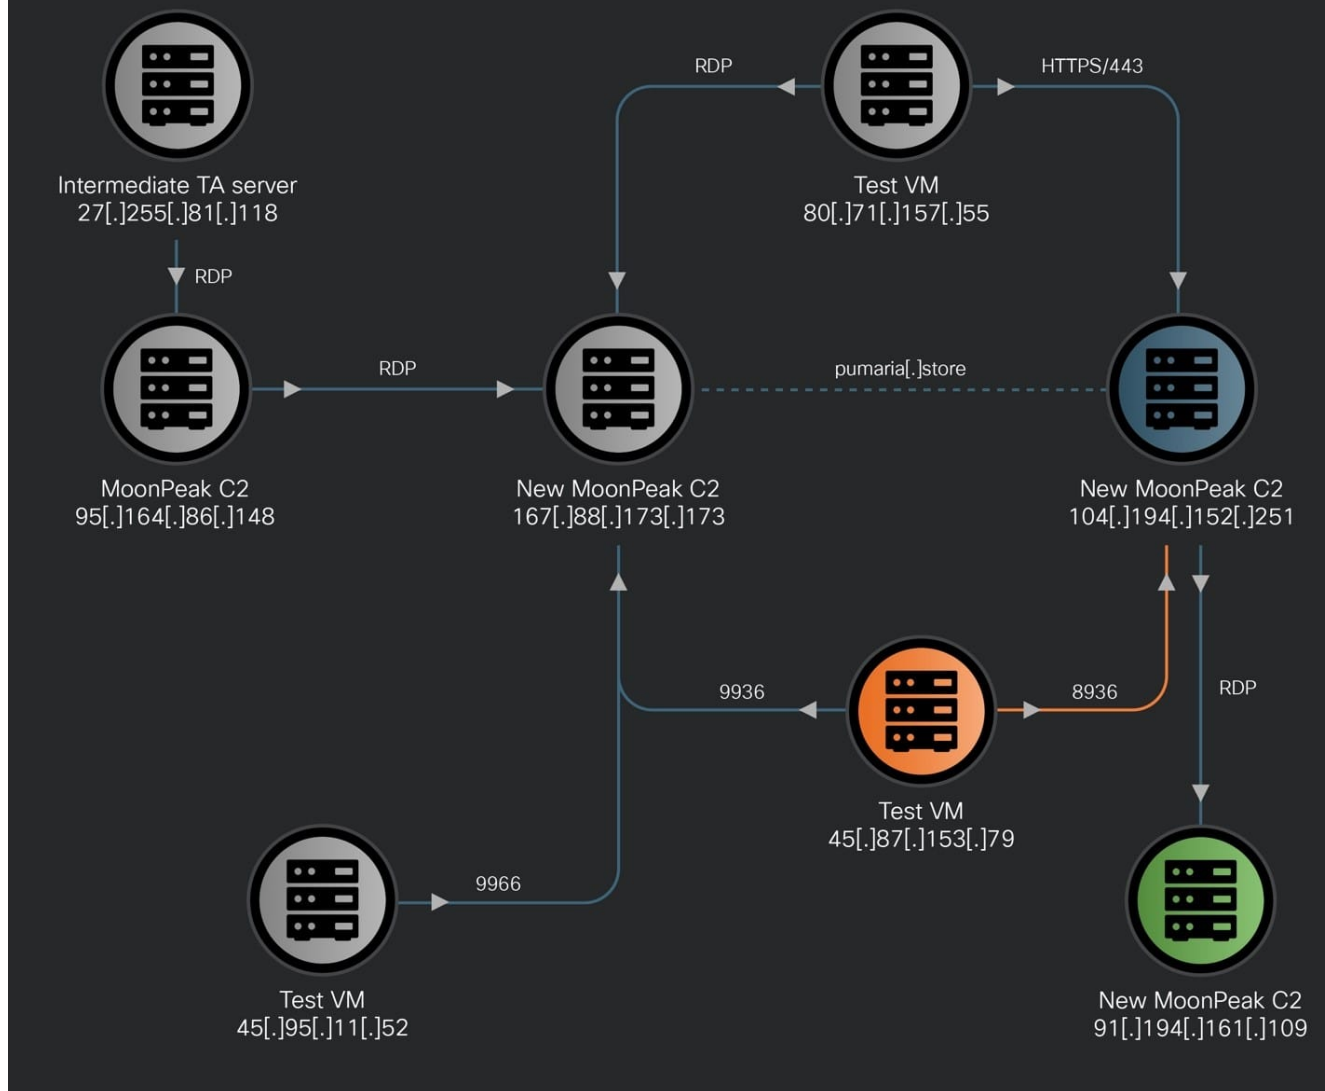 RDP
HTTPS/443
Intermediate TA server
27[.]255[.]81[.]118
Test VM
80[.]71[.]157[.]55
RDP
RDP
pumaria[.]store
MoonPeak C2
95[.]164[.]86[.]148
New MoonPeak C2
167[.]88[.]173[.]173
New MoonPeak C2
104[.]194[.]152[.]251
9936
8936
RDP
Test VM
45[.]87[.]153[.]79
9966
Test VM
45[.]95[.]11[.]52
New MoonPeak C2
91[.]194[.]161[.]109